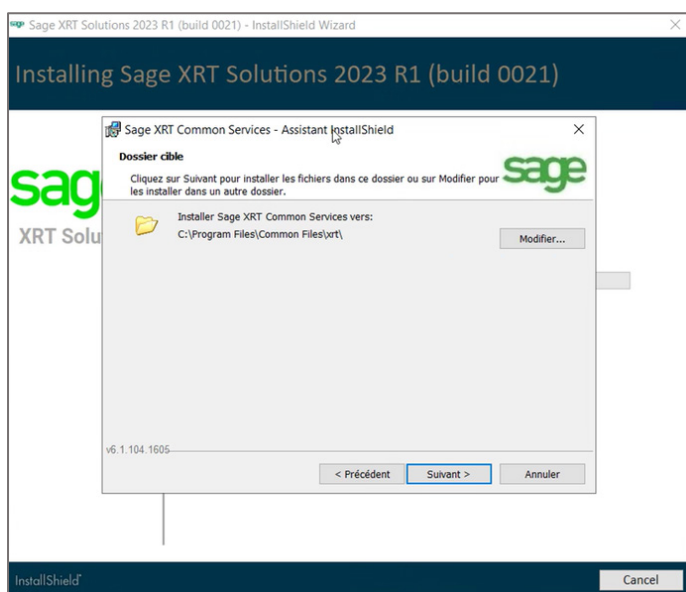 Sage XRT Solutions 2023 R1 (build 0021) - InstallShield Wizard
Installing Sage XRT Solutions 2023 R1 (build 0021)
Sage XRT Common Services - Assistant InstallShield
Dossier cible
Cliquez sur Suivant pour installer les fichiers dans ce dossier ou sur Modifier pour
les installer dans un autre dossier.
sage
sag
XRT Solu
Installer Sage XRT Common Services vers:
C:\Program Files\Common Files\xrt\
Modifier...
v6.1.104.1605
< Précédent
Suivant >
Annuler
InstallShield
Cancel